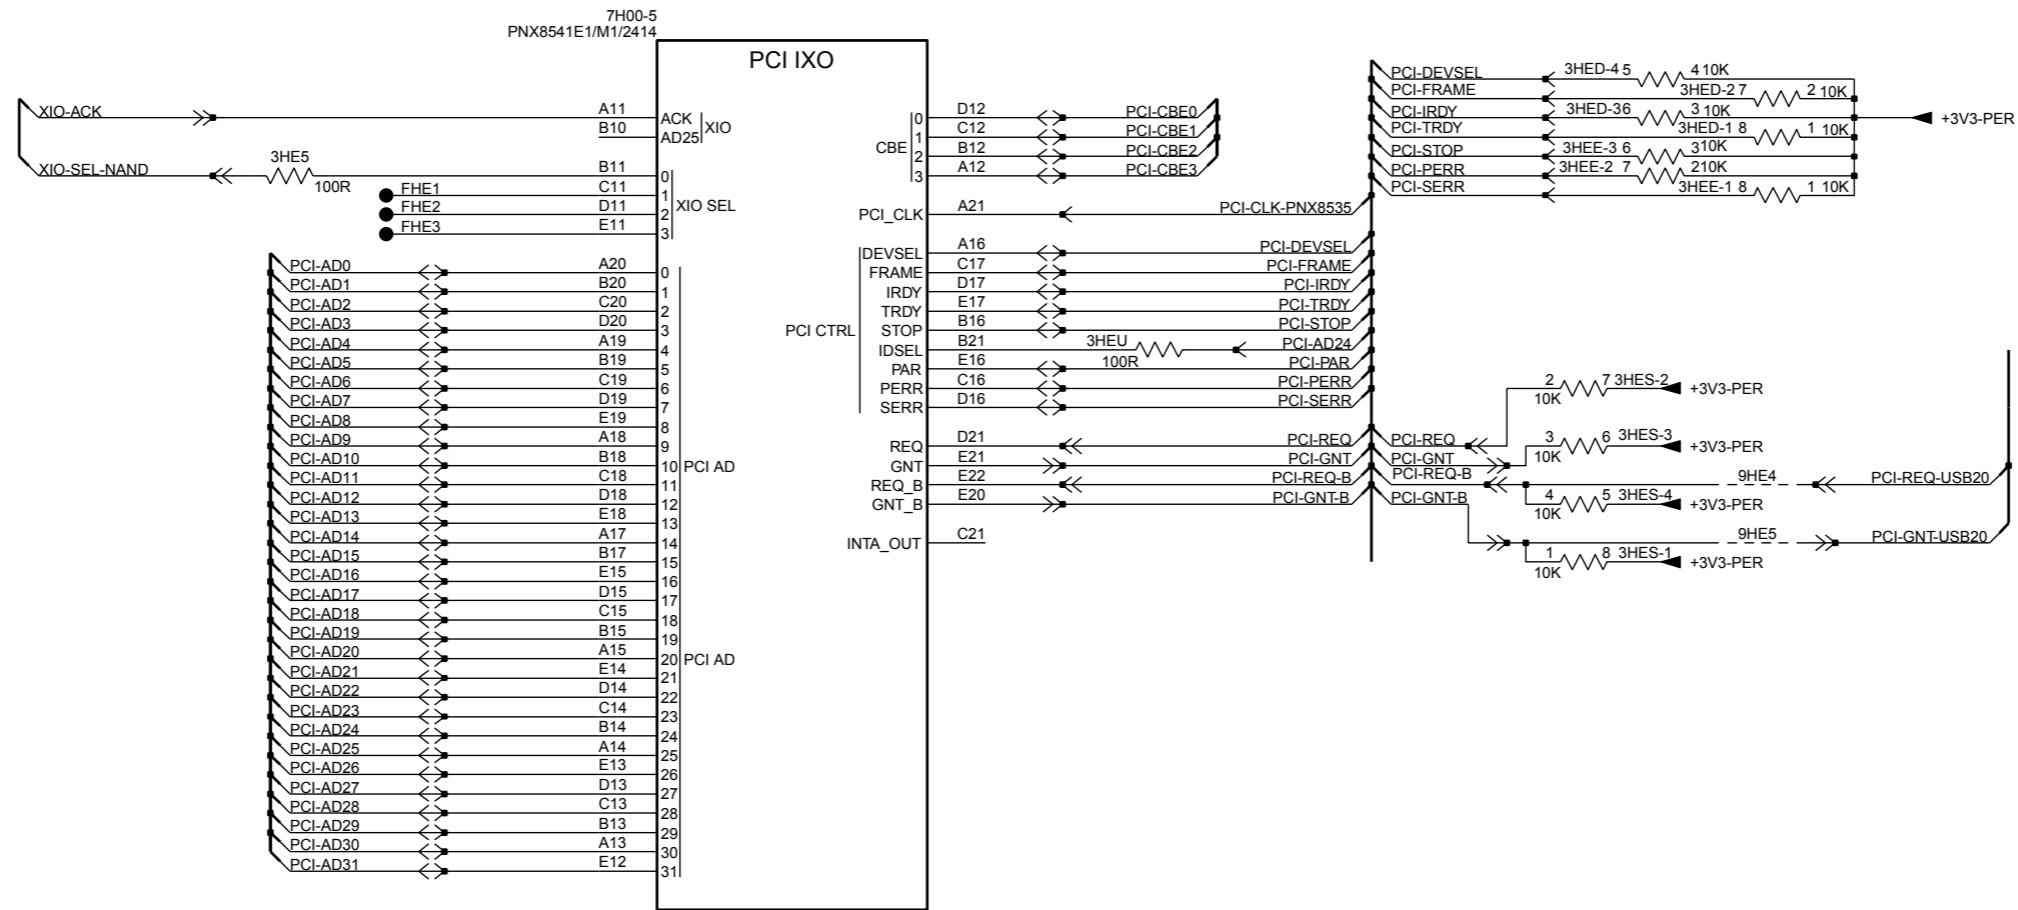 7H00-5
PNX8541E1/M1/2414
PCI IXO
XIO-ACK A11 ACK
B10 AD25 XIO
XIO-SEL-NAND 3HE5 100R B11 0
FHE1 C11 1
FHE2 D11 2 XIO SEL
FHE3 E11 3
PCI-AD0 A20 0
PCI-AD1 B20 1
PCI-AD2 C20 2
PCI-AD3 D20 3
PCI-AD4 A19 4
PCI-AD5 B19 5
PCI-AD6 C19 6
PCI-AD7 D19 7
PCI-AD8 E19 8
PCI-AD9 A18 9
PCI-AD10 B18 10 PCI AD
PCI-AD11 C18 11
PCI-AD12 D18 12
PCI-AD13 E18 13
PCI-AD14 A17 14
PCI-AD15 B17 15
PCI-AD16 E15 16
PCI-AD17 D15 17
PCI-AD18 C15 18
PCI-AD19 B15 19
PCI-AD20 A15 20 PCI AD
PCI-AD21 E14 21
PCI-AD22 D14 22
PCI-AD23 C14 23
PCI-AD24 B14 24
PCI-AD25 A14 25
PCI-AD26 E13 26
PCI-AD27 D13 27
PCI-AD28 C13 28
PCI-AD29 B13 29
PCI-AD30 A13 30
PCI-AD31 E12 31
CBE
0 D12 PCI-CBE0
1 C12 PCI-CBE1
2 B12 PCI-CBE2
3 A12 PCI-CBE3
PCI_CLK A21 PCI-CLK-PNX8535
PCI CTRL
DEVSEL A16 PCI-DEVSEL
FRAME C17 PCI-FRAME
IRDY D17 PCI-IRDY
TRDY E17 PCI-TRDY
STOP B16 PCI-STOP
IDSEL B21 3HEU 100R PCI-AD24
PAR E16 PCI-PAR
PERR C16 PCI-PERR
SERR D16 PCI-SERR
REQ D21 PCI-REQ
GNT E21 PCI-GNT
REQ_B E22 PCI-REQ-B
GNT_B E20 PCI-GNT-B
INTA_OUT C21
PCI-DEVSEL 3HED-4 5 4 10K
PCI-FRAME 3HED-2 7 2 10K
PCI-IRDY 3HED-3 6 3 10K
+3V3-PER
PCI-TRDY 3HED-1 8 1 10K
PCI-STOP 3HEE-3 6 3 10K
PCI-PERR 3HEE-2 7 2 10K
PCI-SERR 3HEE-1 8 1 10K
2 7 3HES-2 10K +3V3-PER
PCI-REQ
3 6 3HES-3 10K +3V3-PER
PCI-GNT
PCI-REQ-B 9HE4 PCI-REQ-USB20
4 5 3HES-4 10K +3V3-PER
PCI-GNT-B
9HE5 PCI-GNT-USB20
1 8 3HES-1 10K +3V3-PER